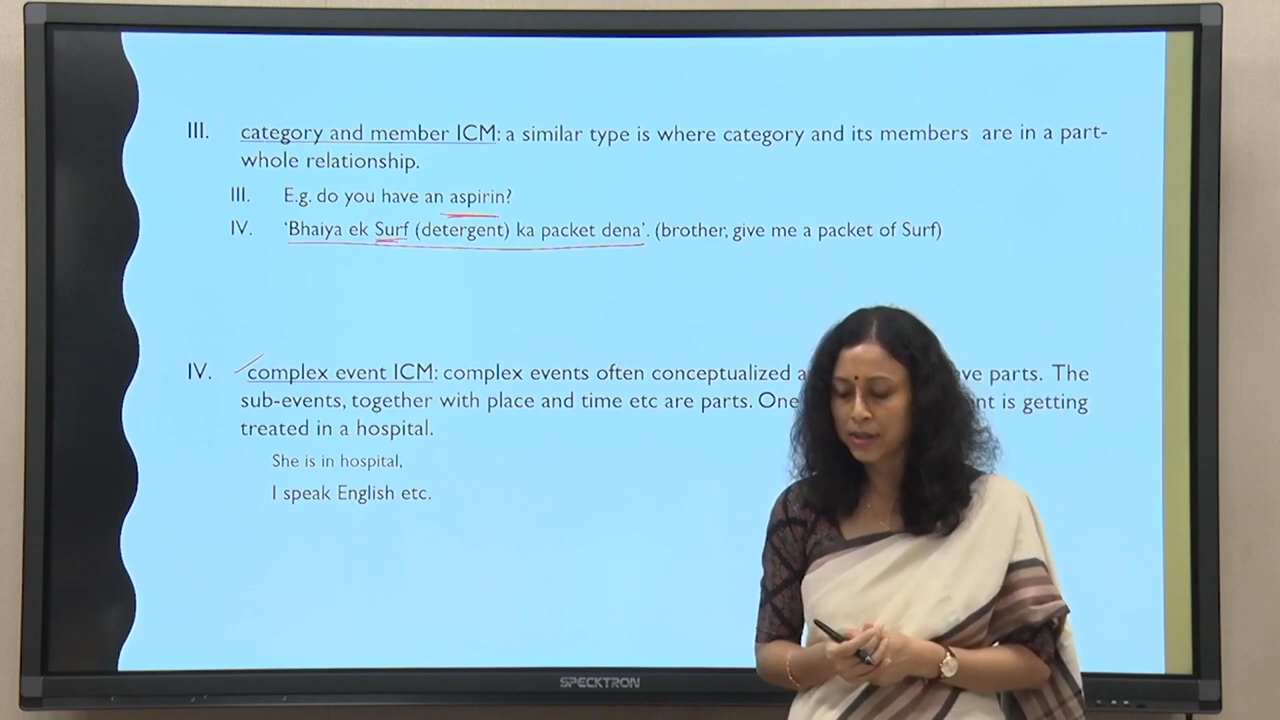 III. category and member ICM: a similar type is where category and its members are in a part-
whole relationship.
III. E.g. do you have an aspirin?
IV. ‘Bhaiya ek Surf (detergent) ka packet dena’. (brother, give me a packet of Surf)
IV. complex event ICM: complex events often conceptualized parts. The
sub-events, together with place and time etc are parts. One is getting
treated in a hospital.
She is in hospital,
I speak English etc.
SPECKTRON